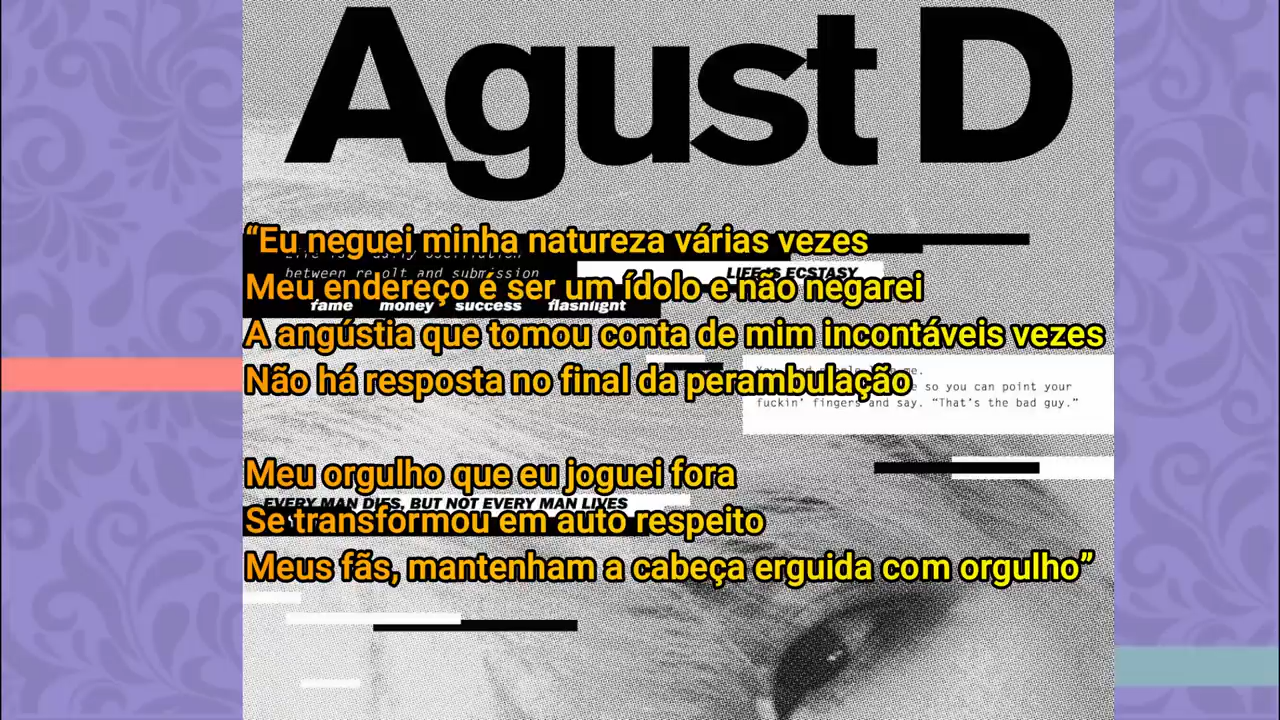 Agust D
“Eu neguei minha natureza várias vezes
between revolt and submission
LIFE IS ECSTASY
Meu endereço é ser um ídolo e não negarei
fame money success flashlight
A angústia que tomou conta de mim incontáveis vezes
me.
Não há resposta no final da perambulação
so you can point your
fuckin’ fingers and say. “That’s the bad guy.”
Meu orgulho que eu joguei fora
EVERY MAN DIES, BUT NOT EVERY MAN LIVES
Se transformou em auto respeito
Meus fãs, mantenham a cabeça erguida com orgulho”